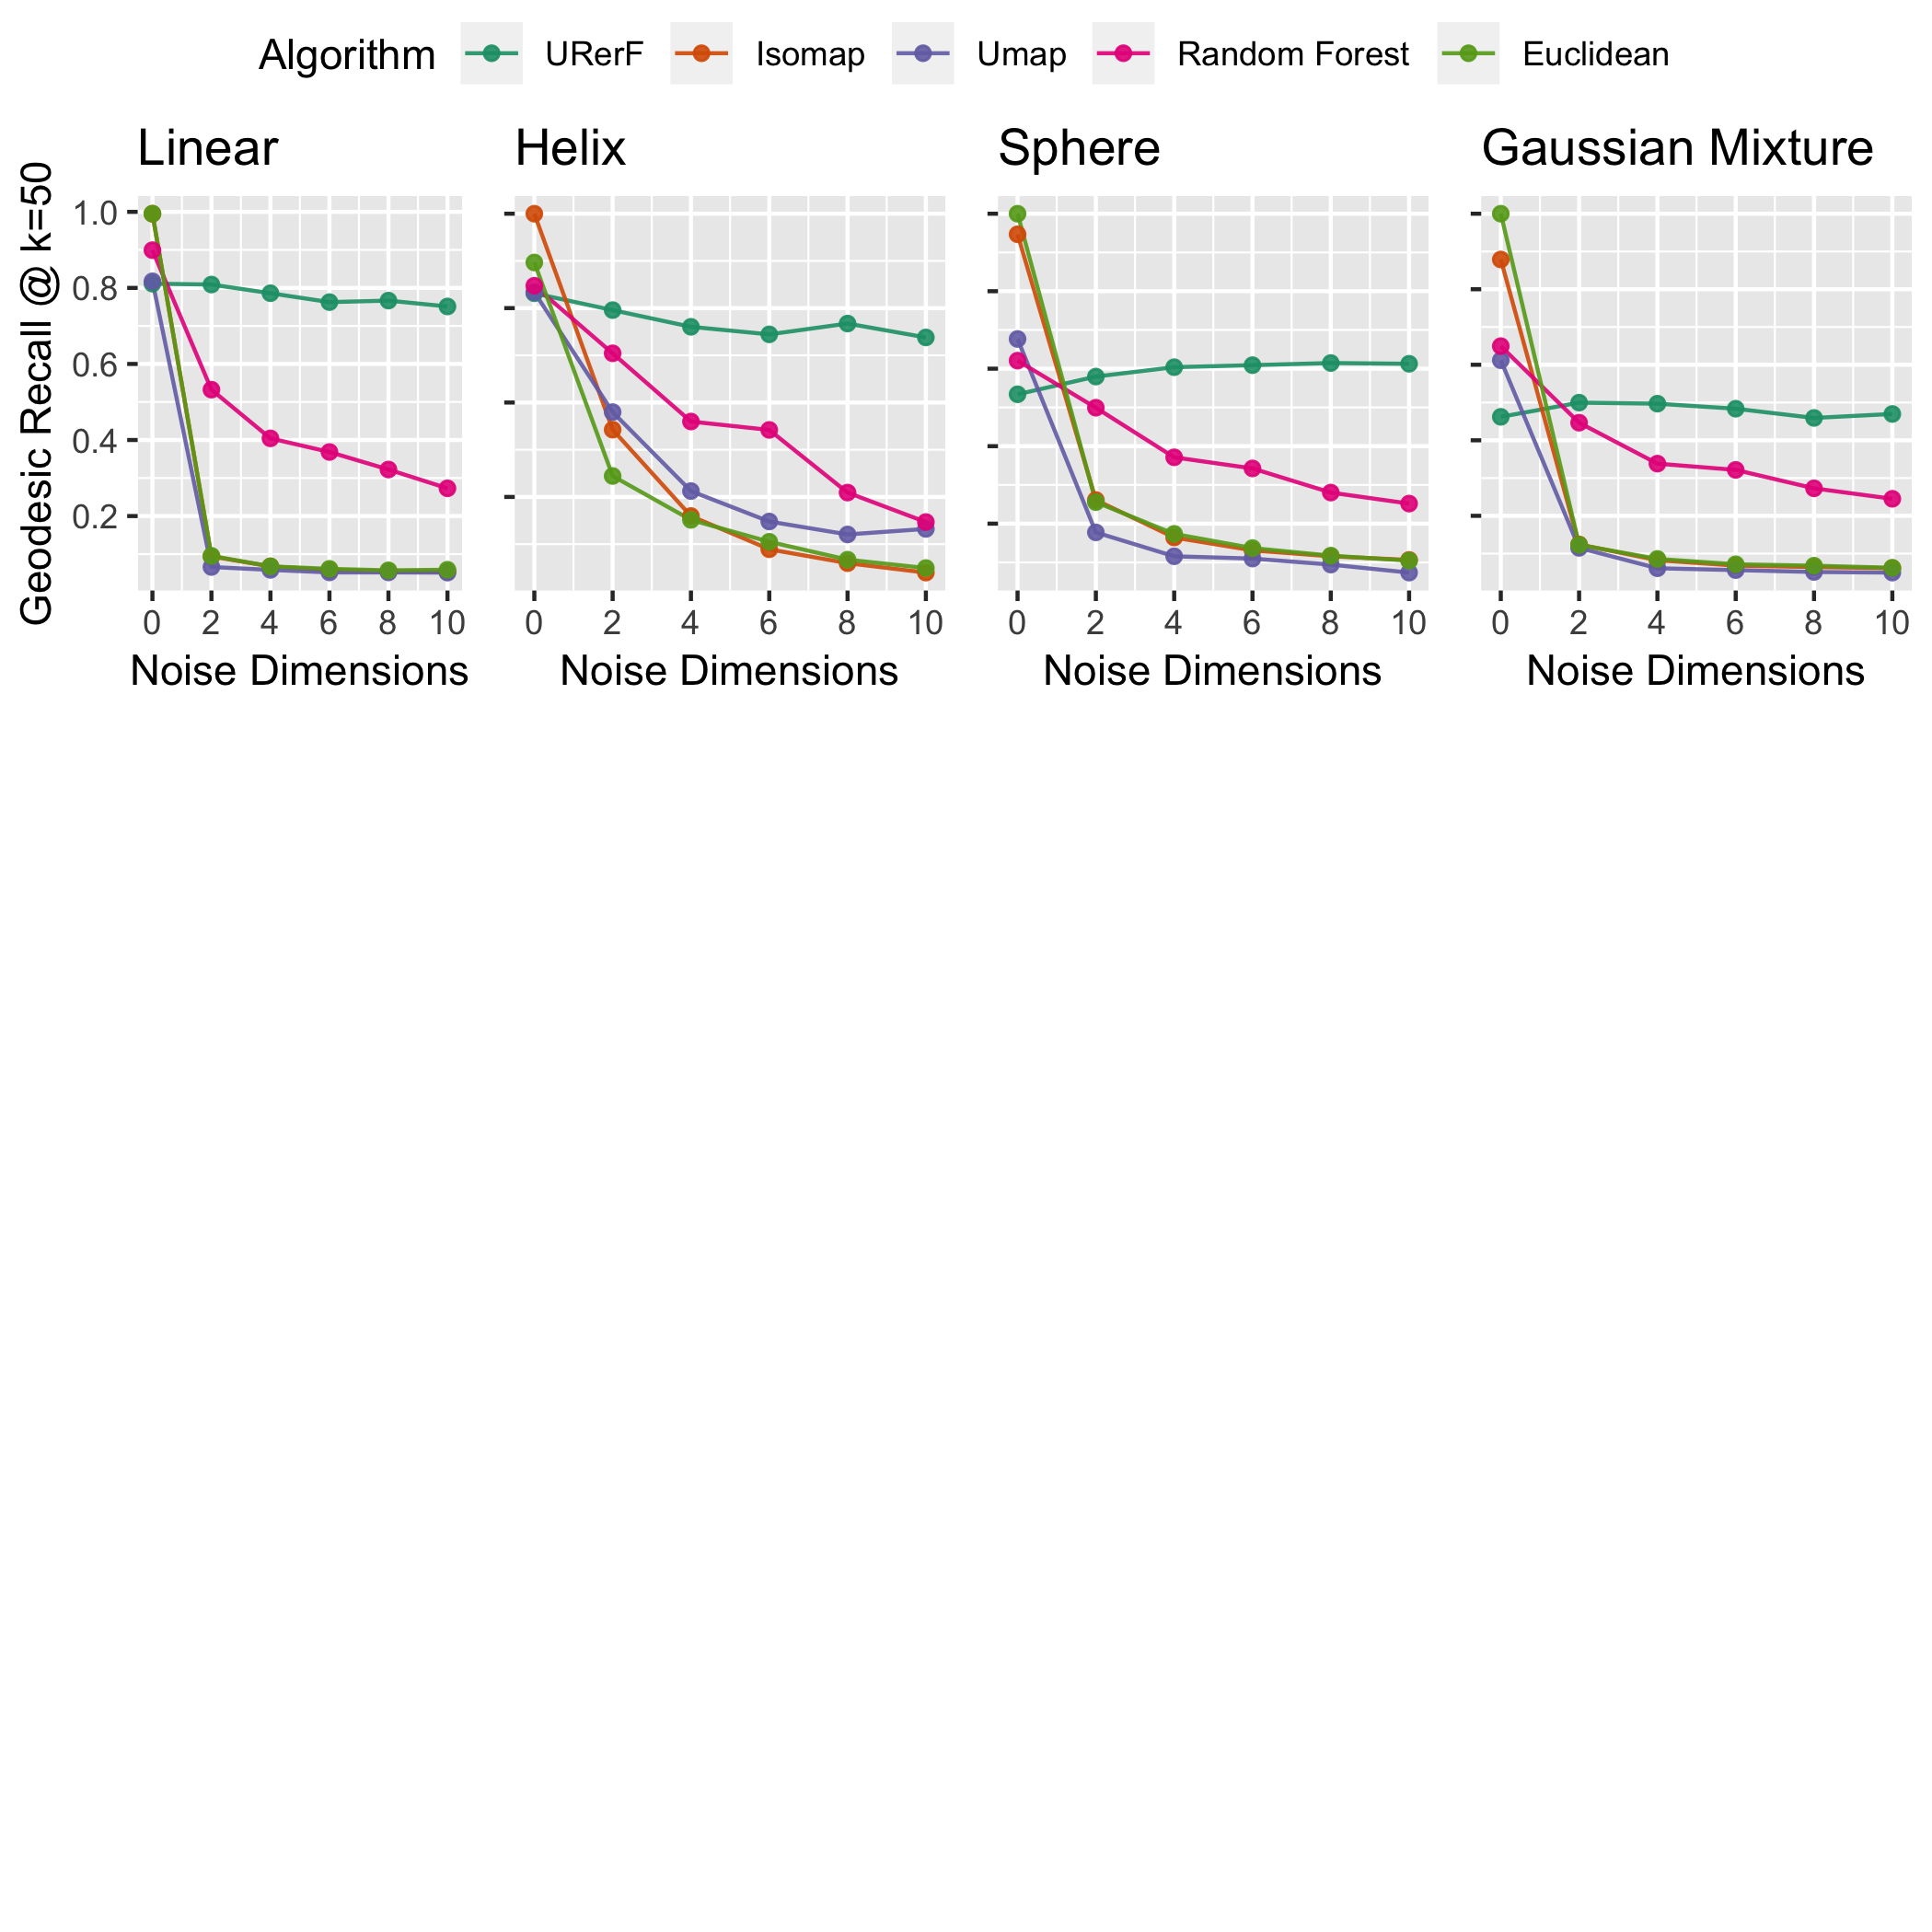 Algorithm URerF Isomap Umap Random Forest Euclidean
Linear Helix Sphere Gaussian Mixture
Geodesic Recall @ k=50
1.0
0.8
0.6
0.4
0.2
0 2 4 6 8 10 0 2 4 6 8 10 0 2 4 6 8 10 0 2 4 6 8 10
Noise Dimensions Noise Dimensions Noise Dimensions Noise Dimensions